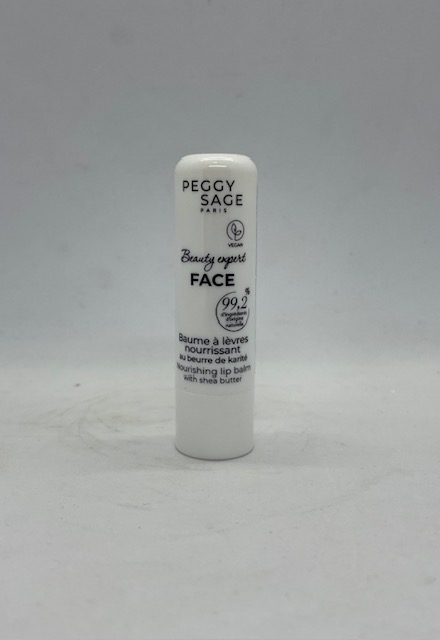 PEGGY
SAGE
PARIS
VEGAN
Beauty expert
FACE
99,2%
d'ingrédients
d'origine
naturelle
Baume à lèvres
nourrissant
au beurre de karité
Nourishing lip balm
with shea butter